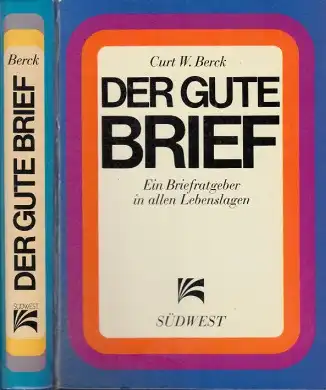 Berck
DER GUTE BRIEF
SÜDWEST
Curt W. Berck
DER GUTE
BRIEF
Ein Briefratgeber
in allen Lebenslagen
SÜDWEST